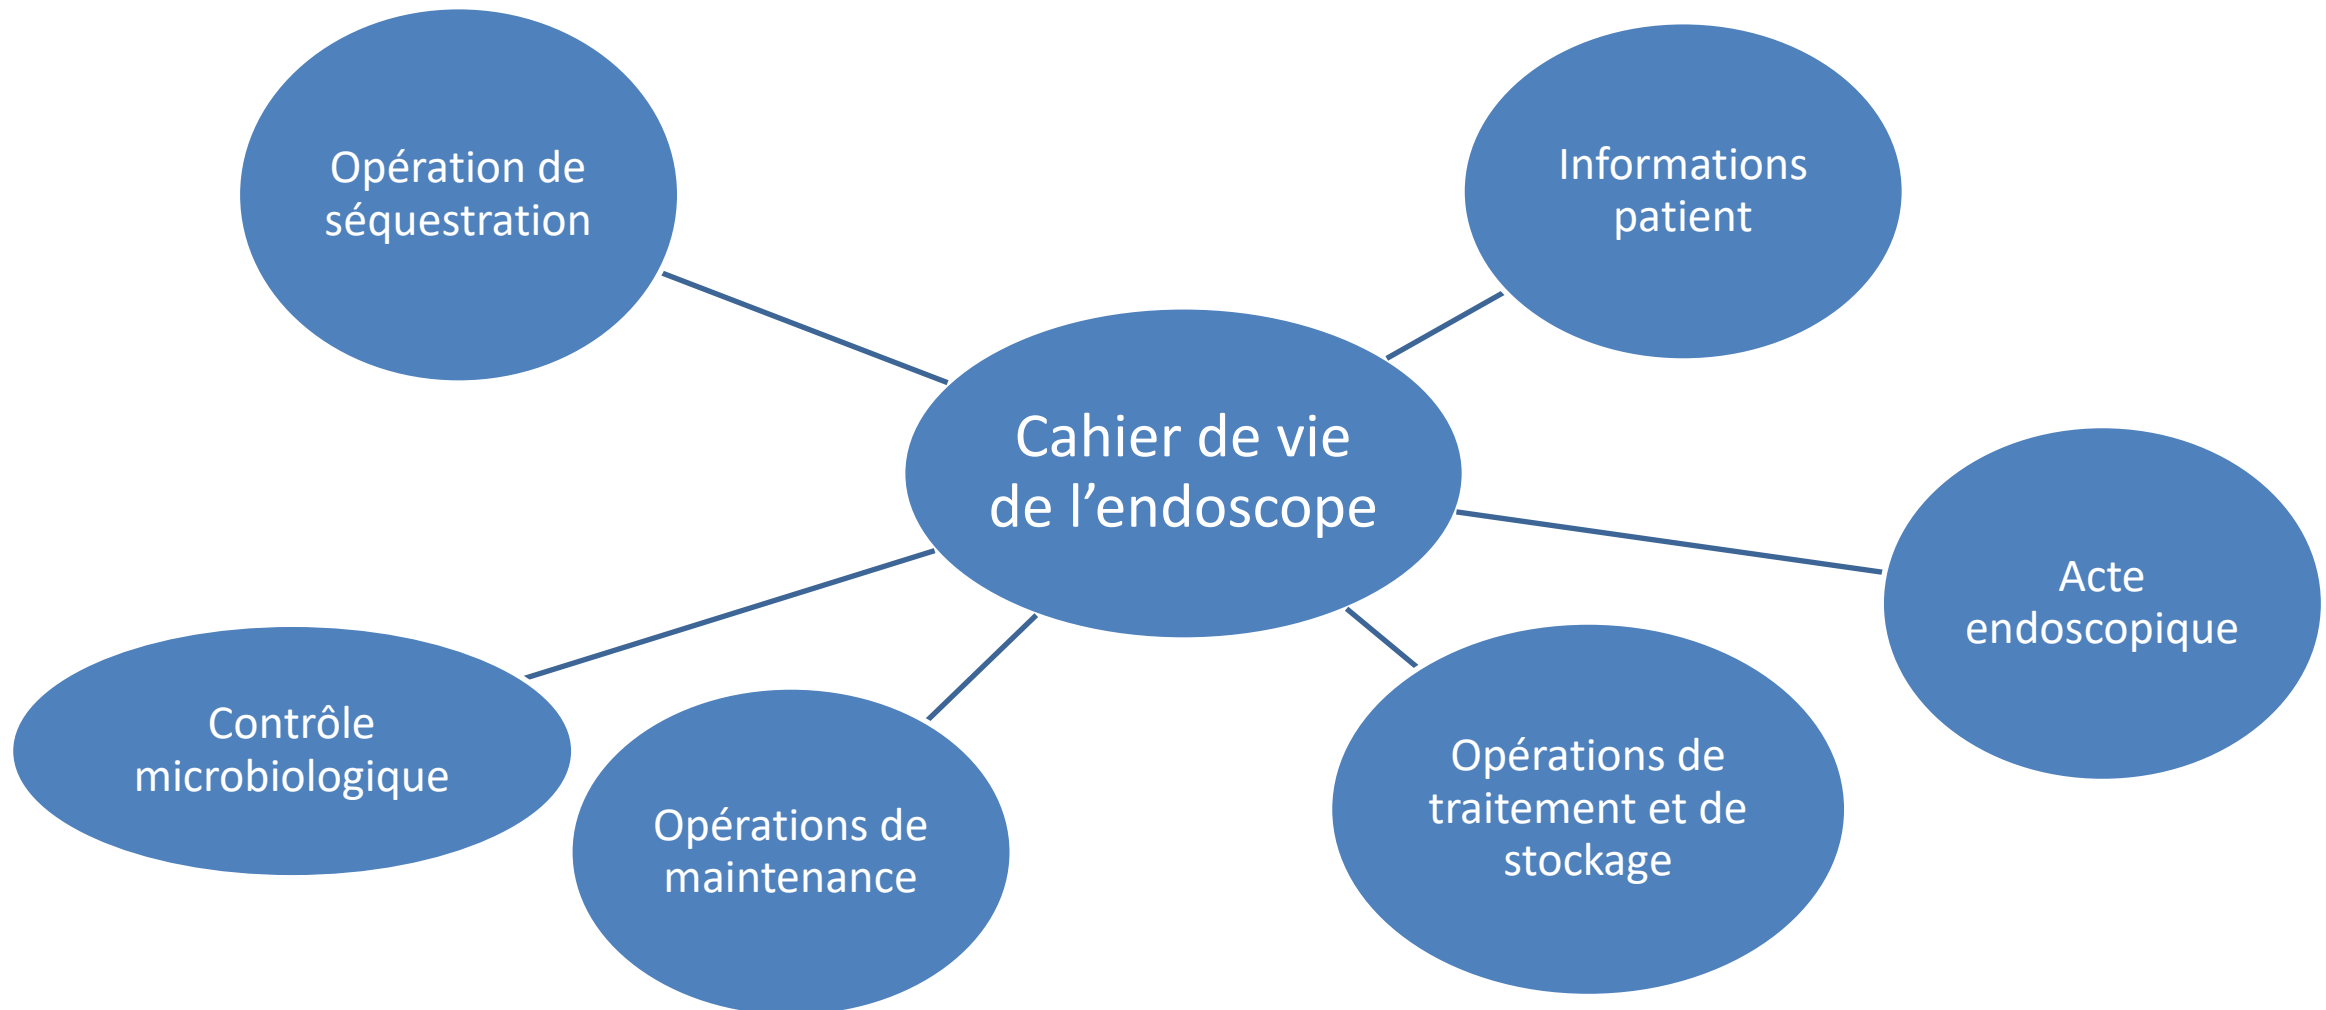 Opération de
séquestration
Informations
patient
Cahier de vie
de l’endoscope
Acte
endoscopique
Contrôle
microbiologique
Opérations de
maintenance
Opérations de
traitement et de
stockage